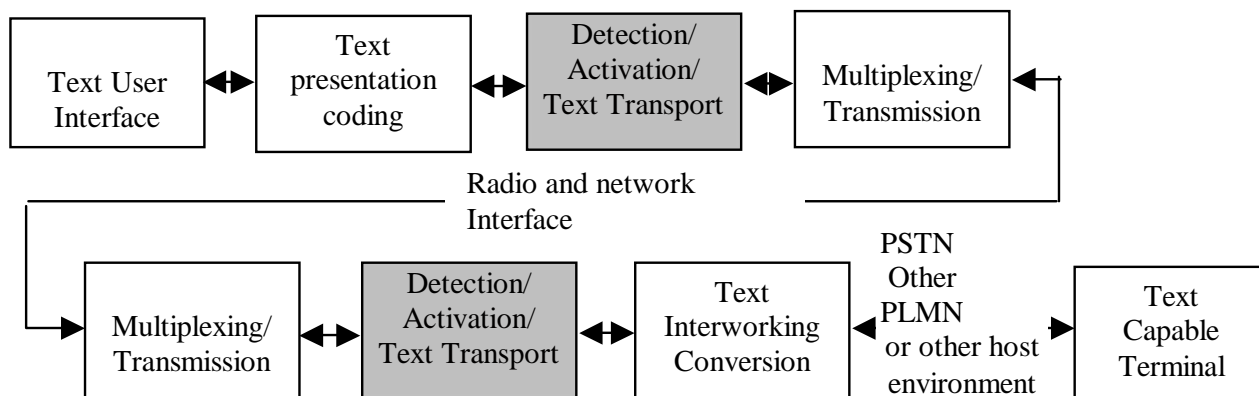 Text User
Interface
Text
presentation
coding
Detection/
Activation/
Text Transport
Multiplexing/
Transmission
Radio and network
Interface
Multiplexing/
Transmission
Detection/
Activation/
Text Transport
Text
Interworking
Conversion
PSTN
Other
PLMN
or other host
environment
Text
Capable
Terminal